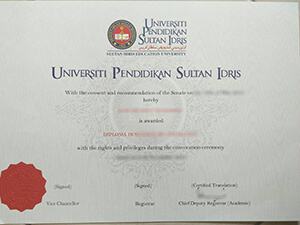 UNIVERSITI
PENDIDIKAN
SULTAN IDRIS
SULTAN IDRIS EDUCATION UNIVERSITY
UNIVERSITI PENDIDIKAN SULTAN IDRIS
With the consent and recommendation of the Senate
hereby
is awarded
DIPLOMA
with the rights and privileges during the convocation ceremony
(Signed)
(Signed)
(Certified Translation)
Vice Chancellor
Registrar
Chief Deputy Registrar (Academic)